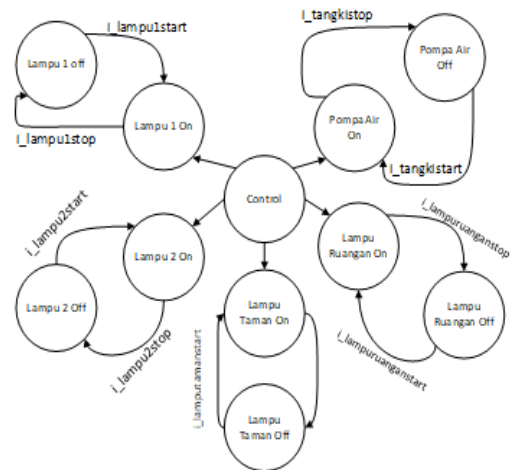 i_lampu1start
Lampu 1 off
i_lampu1stop
Lampu 1 On
i_tangkistop
Pompa Air
Off
Pompa Air
On
i_tangkistart
Control
i_lampu2start
Lampu 2 On
Lampu 2 Off
i_lampu2stop
Lampu
Taman On
i_lamputamanstart
Lampu
Taman Off
i_lampuruanganstop
Lampu
Ruangan On
Lampu
Ruangan Off
i_lampuruanganstart